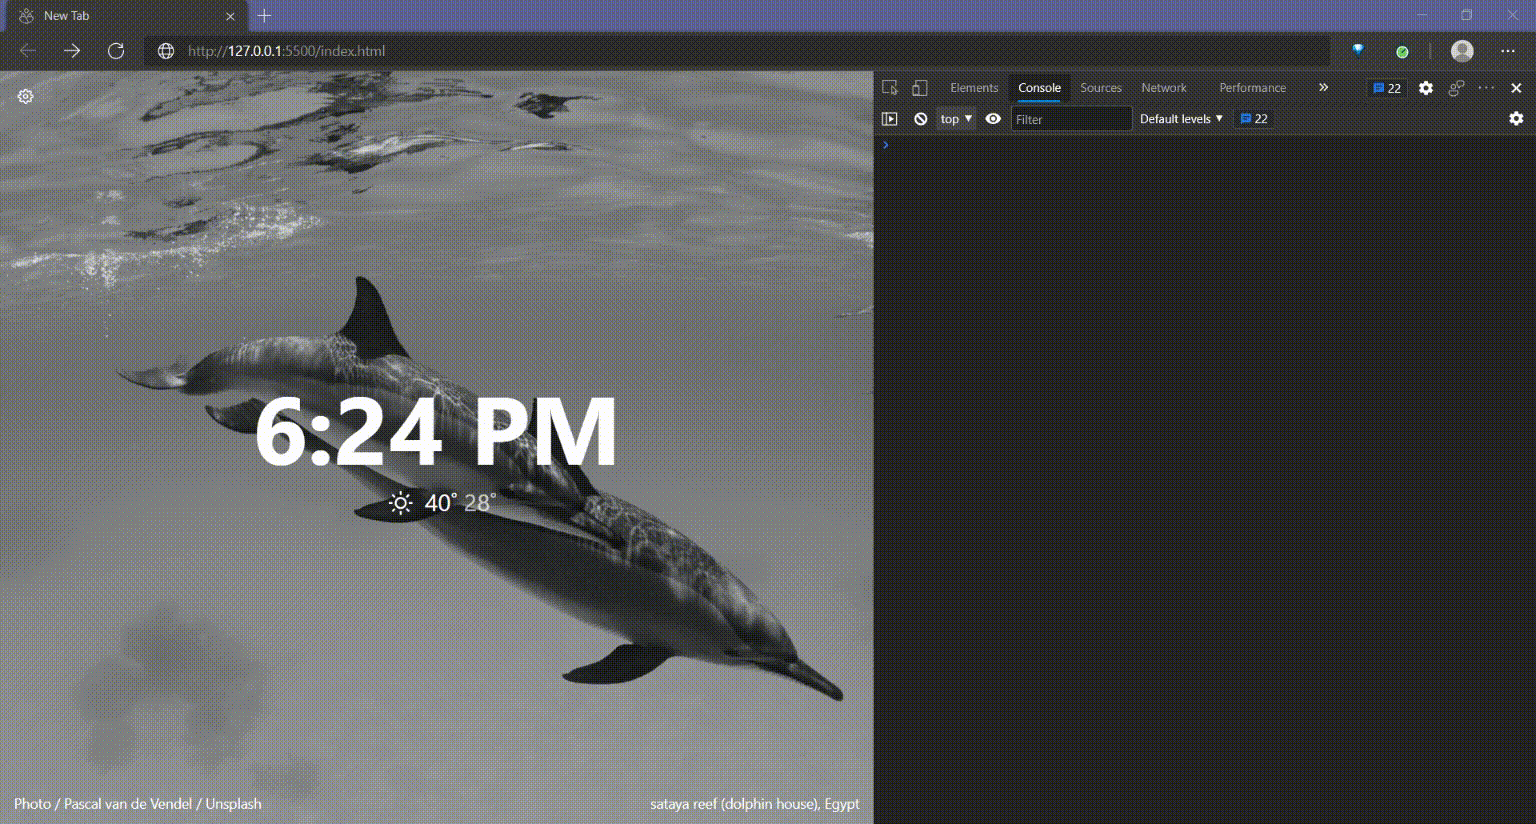 New Tab
http://127.0.0.1:5500/index.html
Elements Console Sources Network Performance 22
top Filter Default levels 22
6:24 PM
40° 28°
Photo / Pascal van de Vendel / Unsplash
sataya reef (dolphin house), Egypt